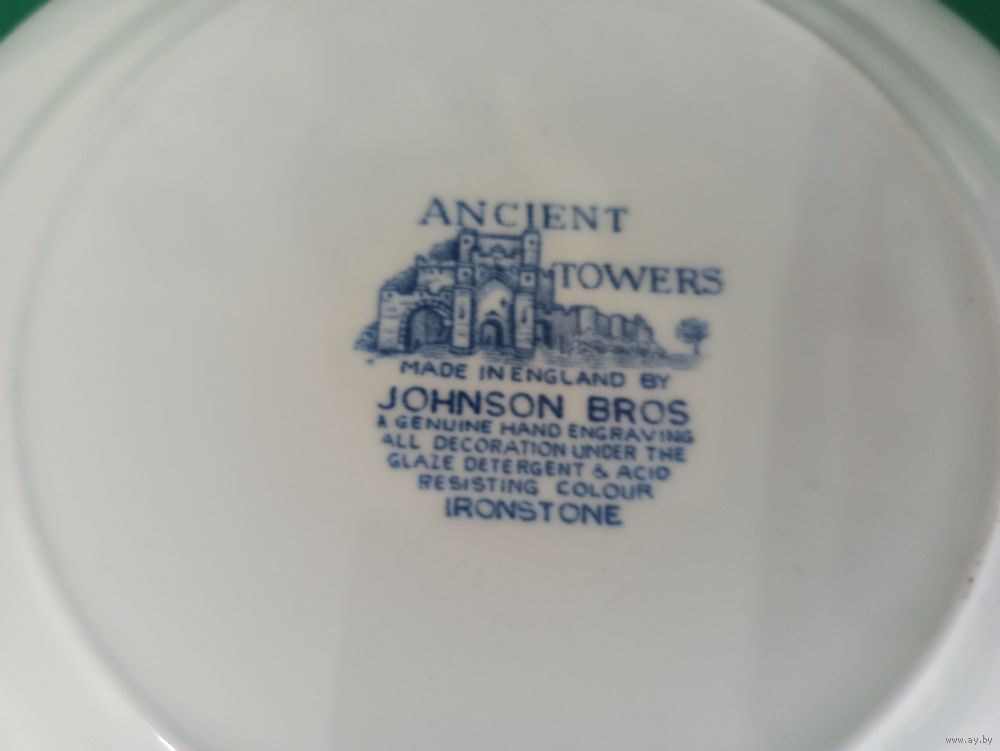 ANCIENT
TOWERS
MADE IN ENGLAND BY
JOHNSON BROS
A GENUINE HAND ENGRAVING
ALL DECORATION UNDER THE
GLAZE DETERGENT & ACID
RESISTING COLOUR
IRONSTONE
www.ay.by